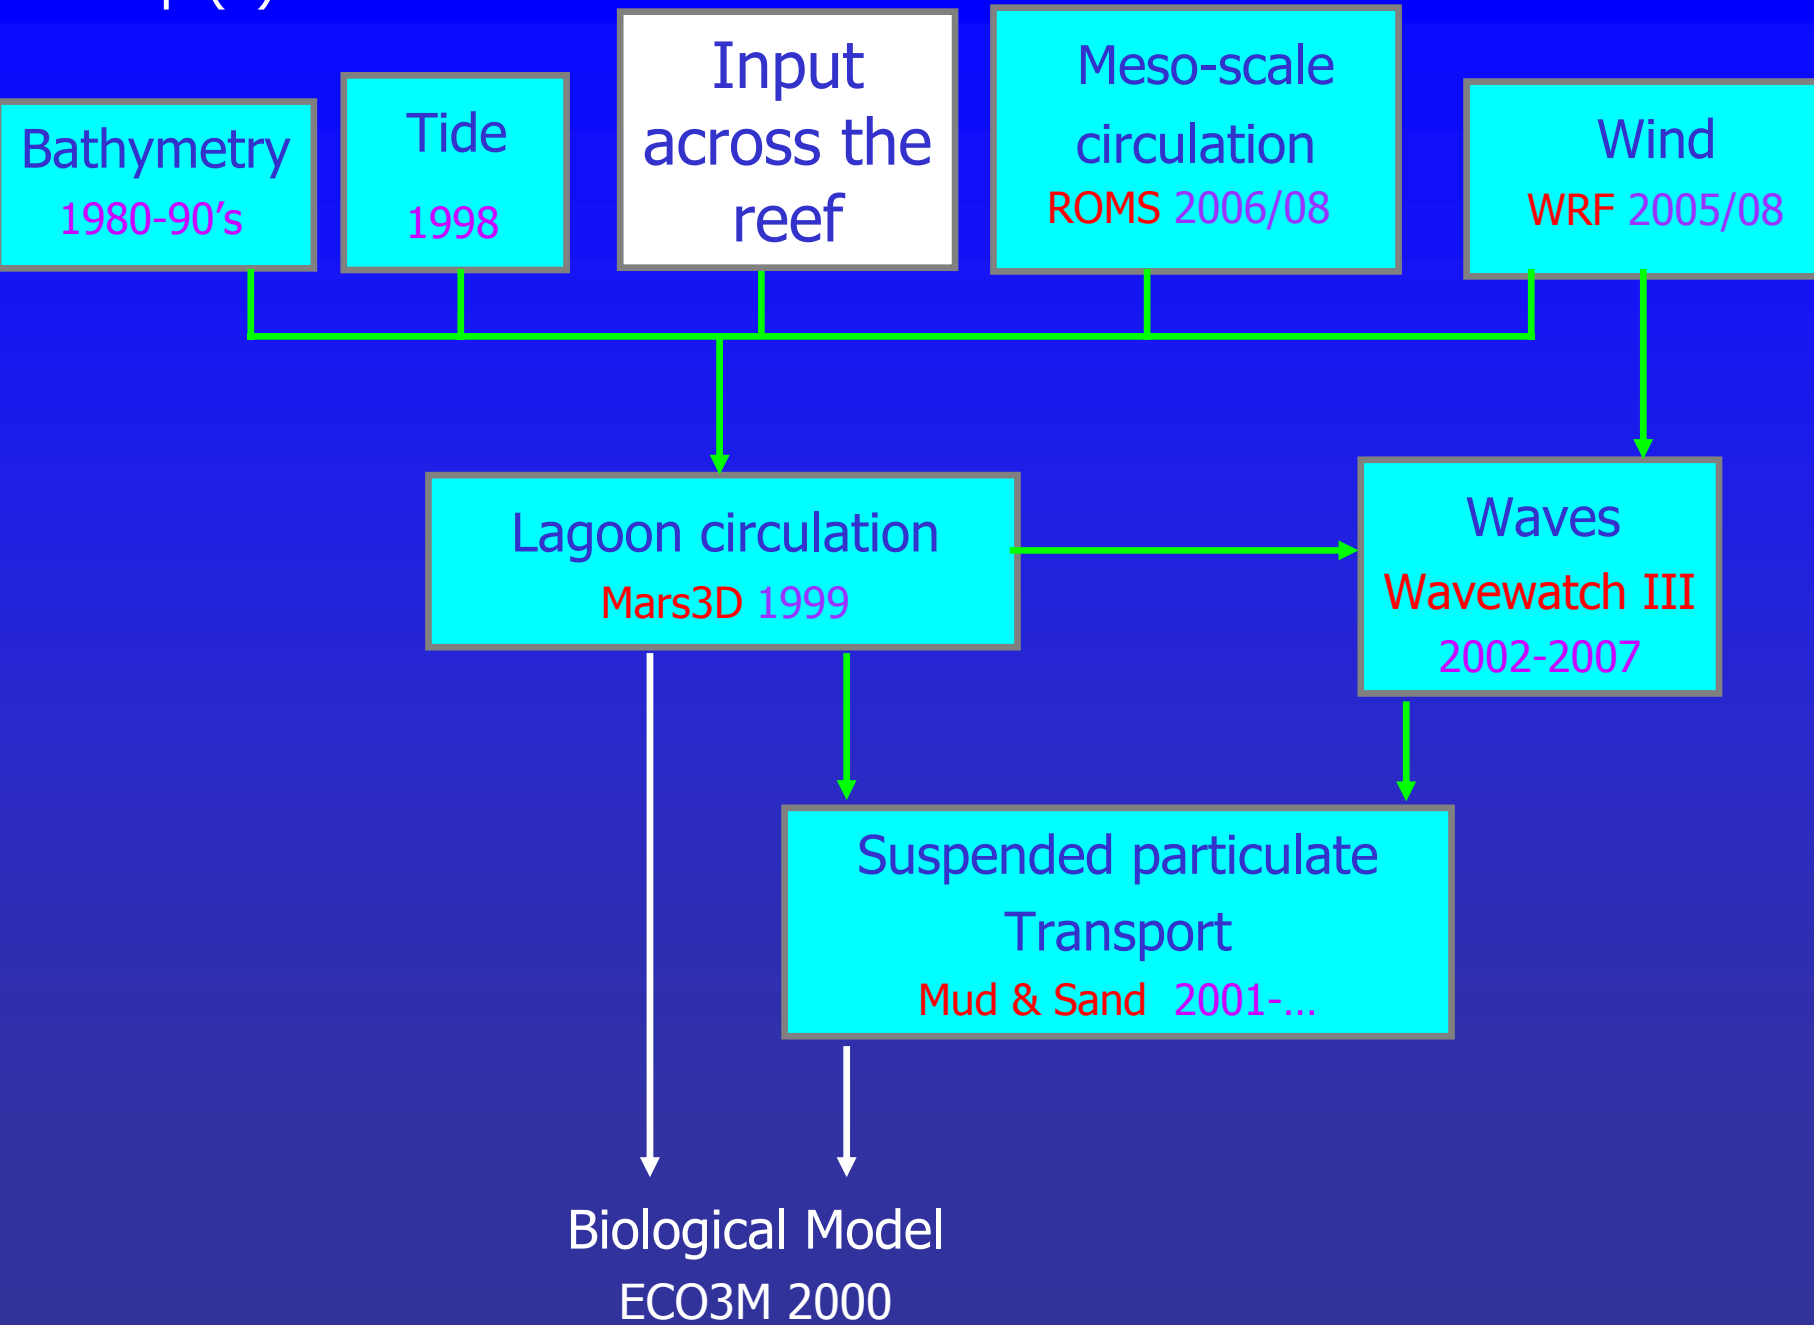 Bathymetry
1980-90’s
Tide
1998
Input
across the
reef
Meso-scale
circulation
ROMS 2006/08
Wind
WRF 2005/08
Lagoon circulation
Mars3D 1999
Waves
Wavewatch III
2002-2007
Suspended particulate
Transport
Mud & Sand 2001-...
Biological Model
ECO3M 2000